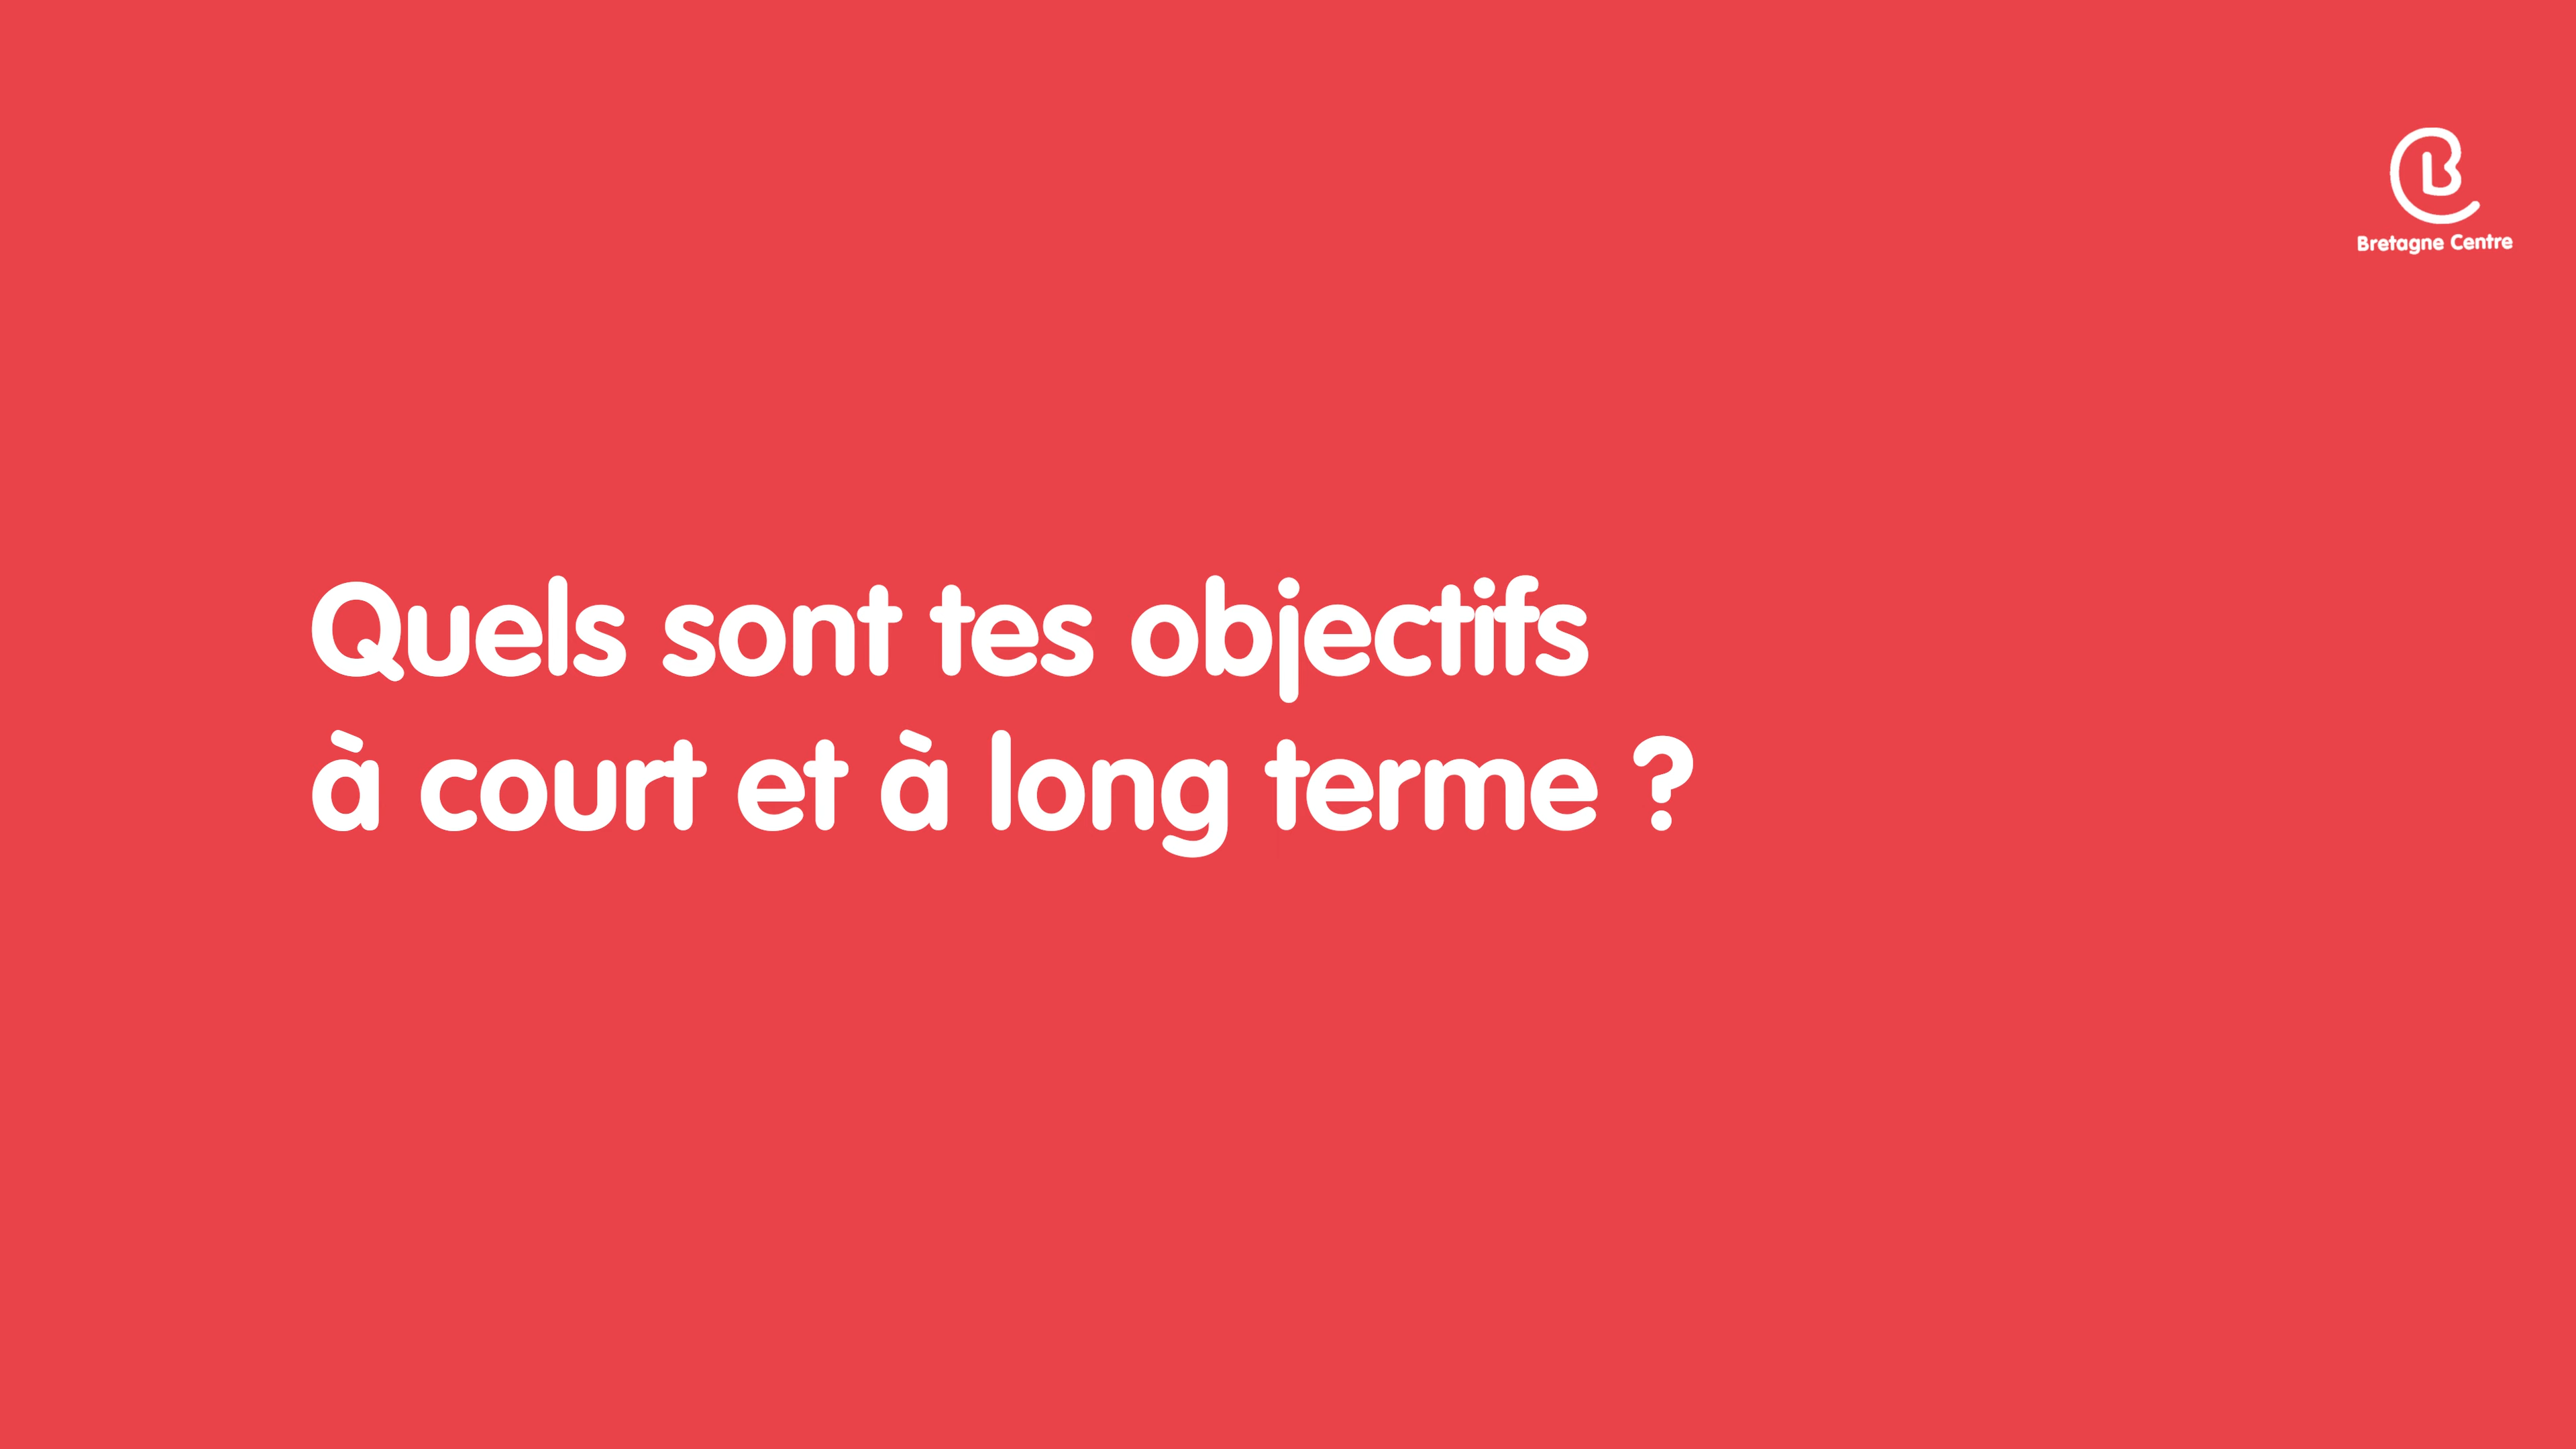 Bretagne Centre
Quels sont tes objectifs
à court et à long terme ?